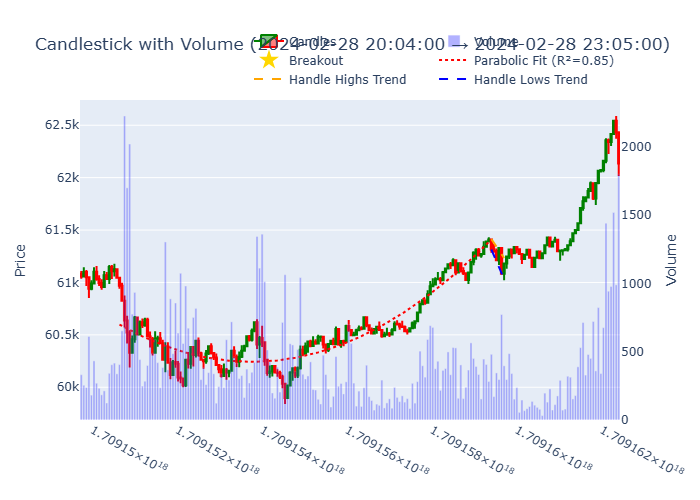 Candlestick with Volume (2024-02-28 20:04:00 → 2024-02-28 23:05:00)
Candles
Volume
Breakout
Parabolic Fit (R²=0.85)
Handle Highs Trend
Handle Lows Trend
62.5k
62k
61.5k
61k
60.5k
60k
Price
2000
1500
1000
500
0
Volume
1.709915×10¹⁸
1.709152×10¹⁸
1.709154×10¹⁸
1.709156×10¹⁸
1.709158×10¹⁸
1.70916×10¹⁸
1.709162×10¹⁸